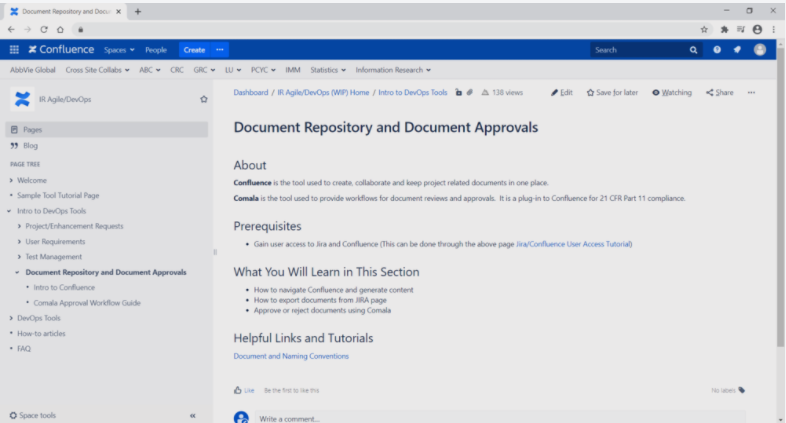 Document Repository and Docu
Confluence Spaces People Create ... Search
AbbVie Global Cross Site Collabs ABC CRC GRC LU PCYC IMM Statistics Information Research
IR Agile/DevOps
Dashboard / IR Agile/DevOps (WIP) Home / Intro to DevOps Tools 138 views Edit Save for later Watching Share ...
Pages
Blog
PAGE TREE
Welcome
Sample Tool Tutorial Page
Intro to DevOps Tools
Project/Enhancement Requests
User Requirements
Test Management
Document Repository and Document Approvals
Intro to Confluence
Comala Approval Workflow Guide
DevOps Tools
How-to articles
FAQ
Space tools
Document Repository and Document Approvals
About
Confluence is the tool used to create, collaborate and keep project related documents in one place.
Comala is the tool used to provide workflows for document reviews and approvals. It is a plug-in to Confluence for 21 CFR Part 11 compliance.
Prerequisites
• Gain user access to Jira and Confluence (This can be done through the above page Jira/Confluence User Access Tutorial)
What You Will Learn in This Section
• How to navigate Confluence and generate content
• How to export documents from JIRA page
• Approve or reject documents using Comala
Helpful Links and Tutorials
Document and Naming Conventions
Like Be the first to like this No labels
Write a comment...